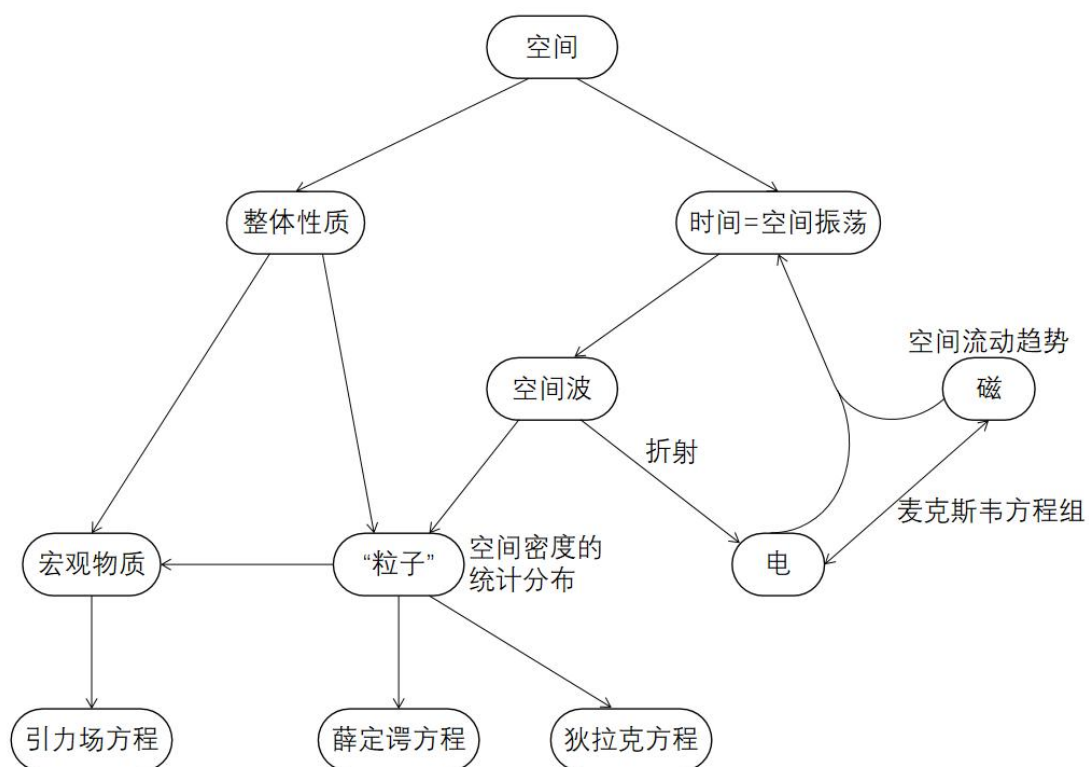 空间
整体性质
时间=空间振荡
空间流动趋势
空间波
磁
折射
麦克斯韦方程组
宏观物质
“粒子”
空间密度的
统计分布
电
引力场方程
薛定谔方程
狄拉克方程